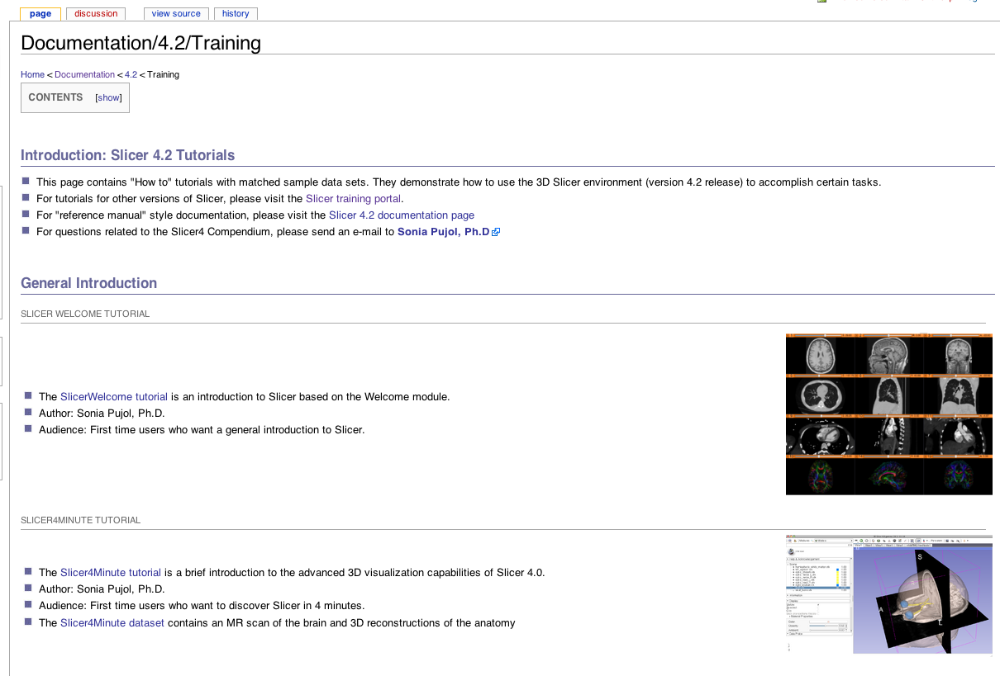 page discussion view source history
Documentation/4.2/Training
Home < Documentation < 4.2 < Training
CONTENTS [show]
Introduction: Slicer 4.2 Tutorials
This page contains "How to" tutorials with matched sample data sets. They demonstrate how to use the 3D Slicer environment (version 4.2 release) to accomplish certain tasks.
For tutorials for other versions of Slicer, please visit the Slicer training portal.
For "reference manual" style documentation, please visit the Slicer 4.2 documentation page
For questions related to the Slicer4 Compendium, please send an e-mail to Sonia Pujol, Ph.D
General Introduction
SLICER WELCOME TUTORIAL
The SlicerWelcome tutorial is an introduction to Slicer based on the Welcome module.
Author: Sonia Pujol, Ph.D.
Audience: First time users who want a general introduction to Slicer.
SLICER4MINUTE TUTORIAL
The Slicer4Minute tutorial is a brief introduction to the advanced 3D visualization capabilities of Slicer 4.0.
Author: Sonia Pujol, Ph.D.
Audience: First time users who want to discover Slicer in 4 minutes.
The Slicer4Minute dataset contains an MR scan of the brain and 3D reconstructions of the anatomy
S
A
L